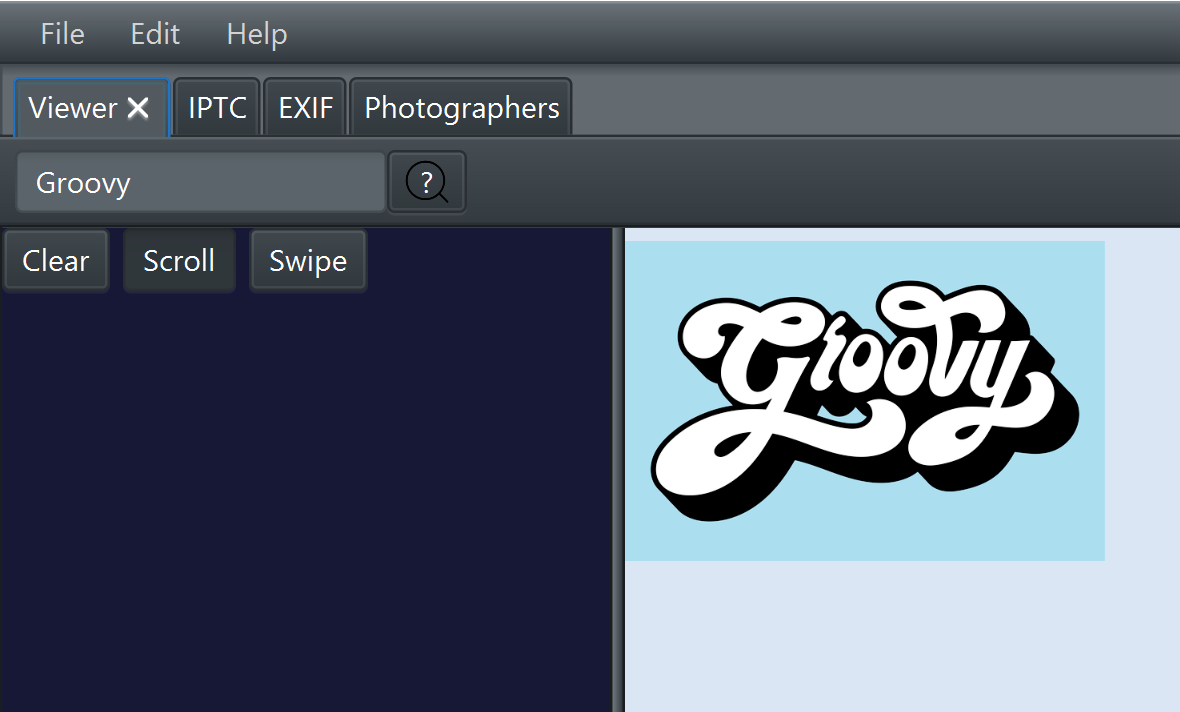 File Edit Help
Viewer IPTC EXIF Photographers
Groovy
?
Clear Scroll Swipe
Groovy